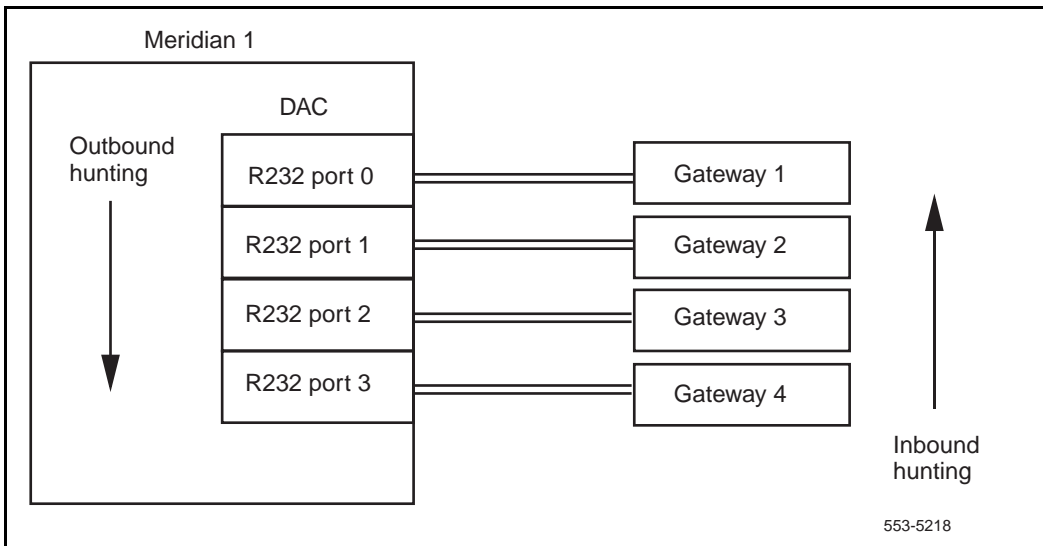 Meridian 1
DAC
Outbound
hunting
R232 port 0
Gateway 1
R232 port 1
Gateway 2
R232 port 2
Gateway 3
R232 port 3
Gateway 4
Inbound
hunting
553-5218